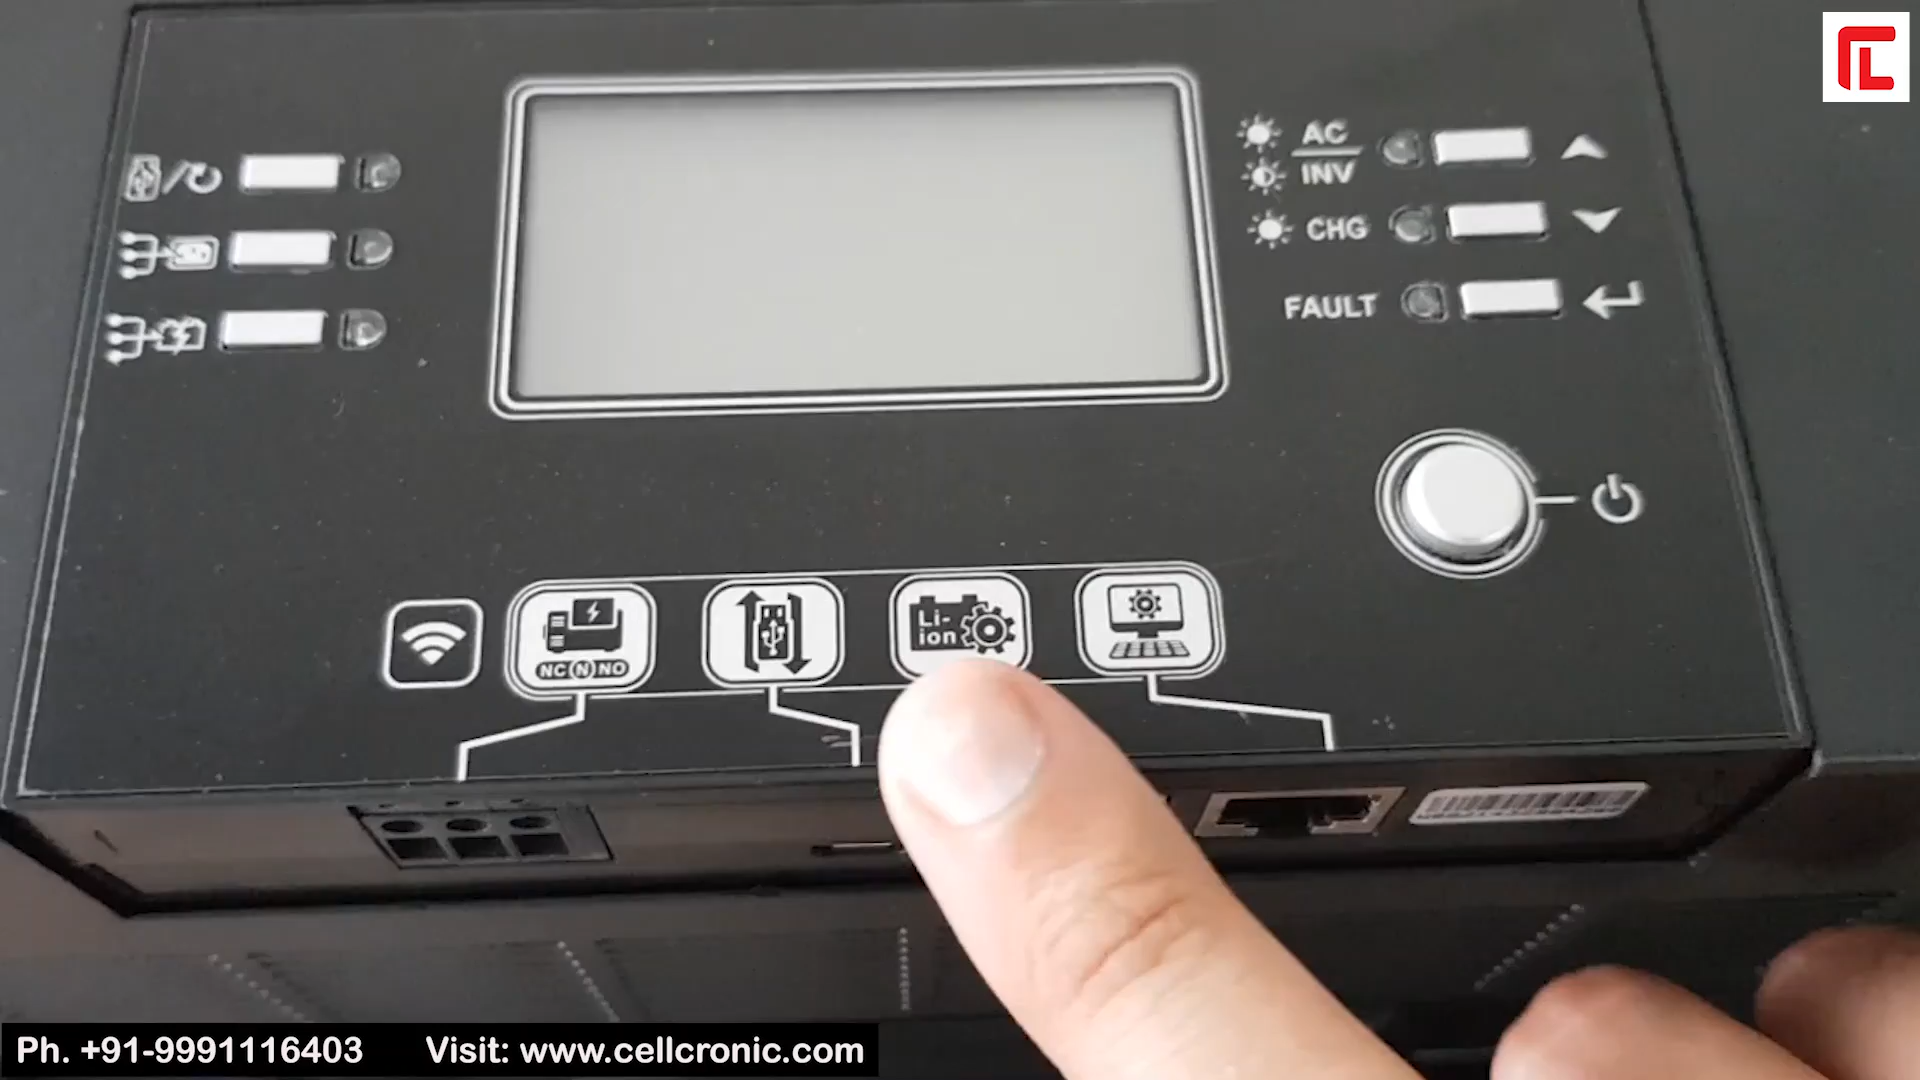 AC
INV
CHG
FAULT
Li-
ion
NC N NO
Ph. +91-9991116403 Visit: www.cellcronic.com